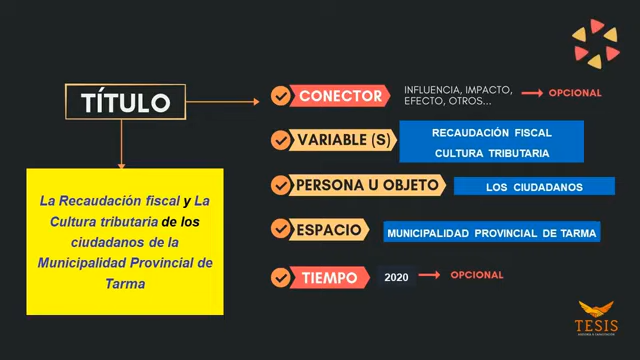 TÍTULO
La Recaudación fiscal y La
Cultura tributaria de los
ciudadanos de la
Municipalidad Provincial de
Tarma
CONECTOR
INFLUENCIA, IMPACTO,
EFECTO, OTROS...
OPCIONAL
VARIABLE (S)
RECAUDACIÓN FISCAL
CULTURA TRIBUTARIA
PERSONA U OBJETO
LOS CIUDADANOS
ESPACIO
MUNICIPALIDAD PROVINCIAL DE TARMA
TIEMPO
2020
OPCIONAL
TESIS